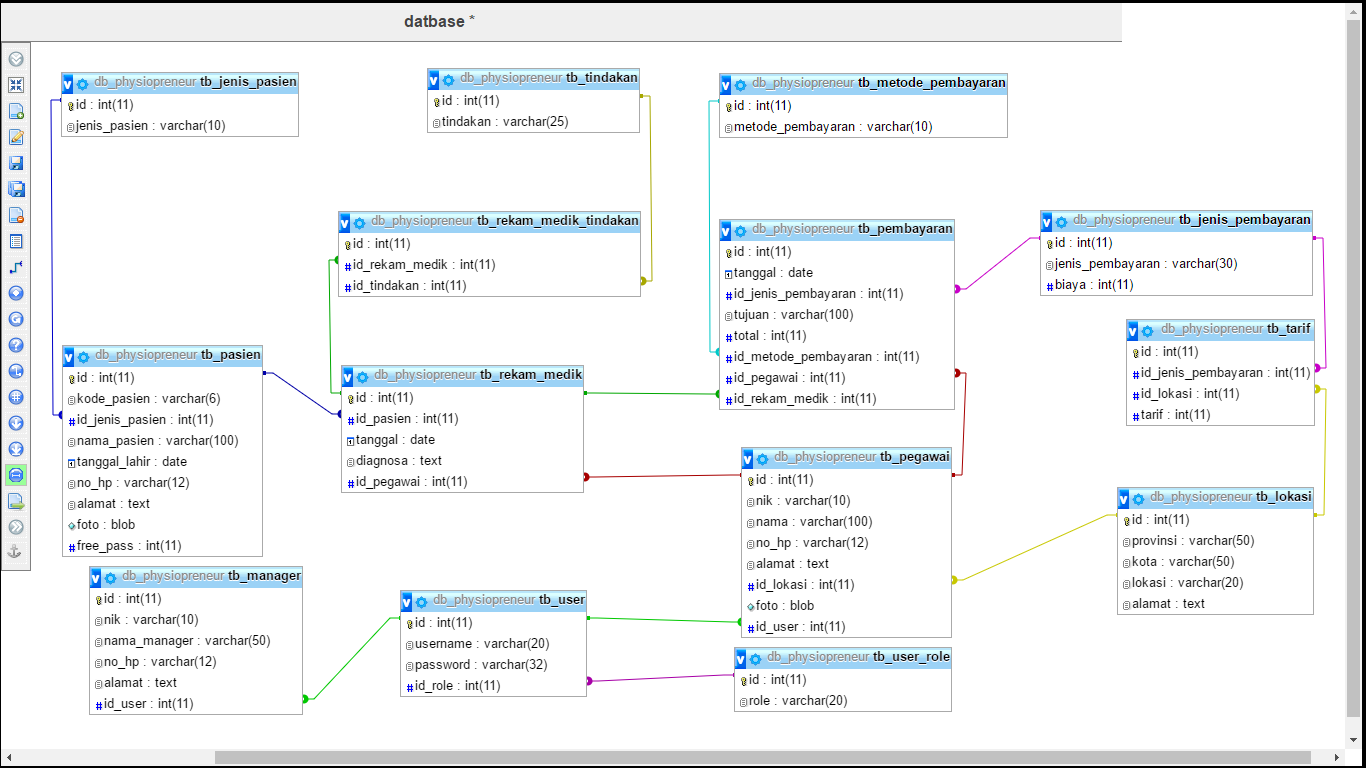 datbase *
db_physiopreneur tb_jenis_pasien
id : int(11)
jenis_pasien : varchar(10)
db_physiopreneur tb_tindakan
id : int(11)
tindakan : varchar(25)
db_physiopreneur tb_metode_pembayaran
id : int(11)
metode_pembayaran : varchar(10)
db_physiopreneur tb_rekam_medik_tindakan
id : int(11)
id_rekam_medik : int(11)
id_tindakan : int(11)
db_physiopreneur tb_pembayaran
id : int(11)
tanggal : date
id_jenis_pembayaran : int(11)
tujuan : varchar(100)
total : int(11)
id_metode_pembayaran : int(11)
id_pegawai : int(11)
id_rekam_medik : int(11)
db_physiopreneur tb_jenis_pembayaran
id : int(11)
jenis_pembayaran : varchar(30)
biaya : int(11)
db_physiopreneur tb_tarif
id : int(11)
id_jenis_pembayaran : int(11)
id_lokasi : int(11)
tarif : int(11)
db_physiopreneur tb_pasien
id : int(11)
kode_pasien : varchar(6)
id_jenis_pasien : int(11)
nama_pasien : varchar(100)
tanggal_lahir : date
no_hp : varchar(12)
alamat : text
foto : blob
free_pass : int(11)
db_physiopreneur tb_rekam_medik
id : int(11)
id_pasien : int(11)
tanggal : date
diagnosa : text
id_pegawai : int(11)
db_physiopreneur tb_pegawai
id : int(11)
nik : varchar(10)
nama : varchar(100)
no_hp : varchar(12)
alamat : text
id_lokasi : int(11)
foto : blob
id_user : int(11)
db_physiopreneur tb_lokasi
id : int(11)
provinsi : varchar(50)
kota : varchar(50)
lokasi : varchar(20)
alamat : text
db_physiopreneur tb_manager
id : int(11)
nik : varchar(10)
nama_manager : varchar(50)
no_hp : varchar(12)
alamat : text
id_user : int(11)
db_physiopreneur tb_user
id : int(11)
username : varchar(20)
password : varchar(32)
id_role : int(11)
db_physiopreneur tb_user_role
id : int(11)
role : varchar(20)